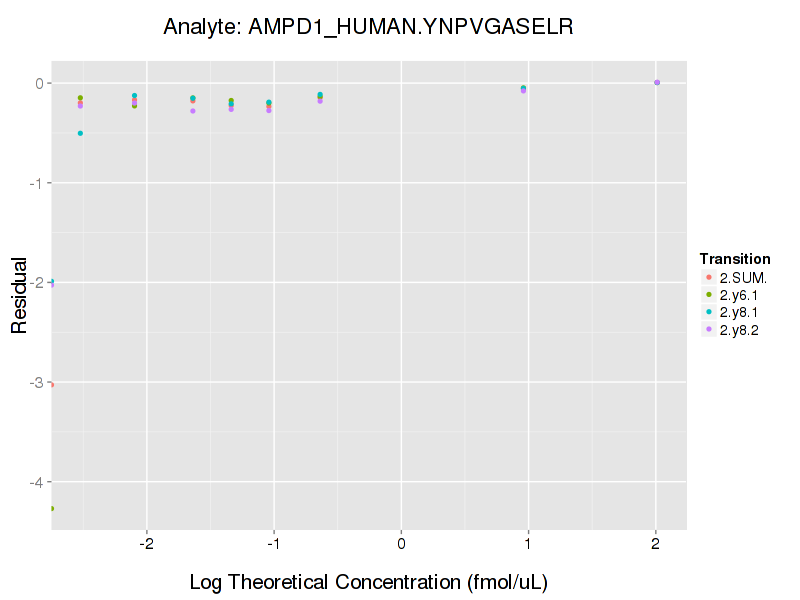 Analyte: AMPD1_HUMAN.YNPVGASELR
0
-1
-2
-3
-4
Residual
-2
-1
0
1
2
Log Theoretical Concentration (fmol/uL)
Transition
2.SUM.
2.y6.1
2.y8.1
2.y8.2